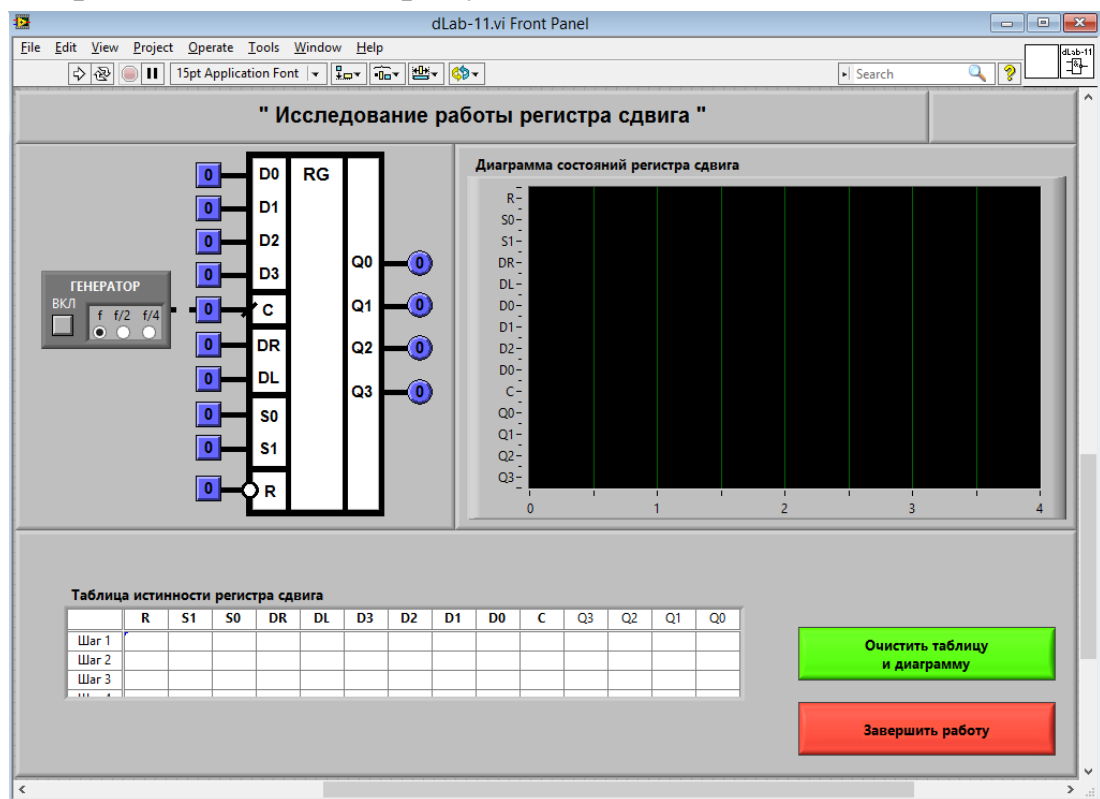 dLab-11.vi Front Panel
File Edit View Project Operate Tools Window Help
15pt Application Font
Search
dLab-11
" Исследование работы регистра сдвига "
0 D0 RG
0 D1
0 D2
0 D3
ГЕНЕРАТОР
ВКЛ f f/2 f/4
0 C
0 DR
0 DL
0 S0
0 S1
0 R
Q0 0
Q1 0
Q2 0
Q3 0
Диаграмма состояний регистра сдвига
R
S0
S1
DR
DL
D0
D1
D2
D0
C
Q0
Q1
Q2
Q3
0 1 2 3 4
Таблица истинности регистра сдвига
R S1 S0 DR DL D3 D2 D1 D0 C Q3 Q2 Q1 Q0
Шаг 1
Шаг 2
Шаг 3
Очистить таблицу
и диаграмму
Завершить работу